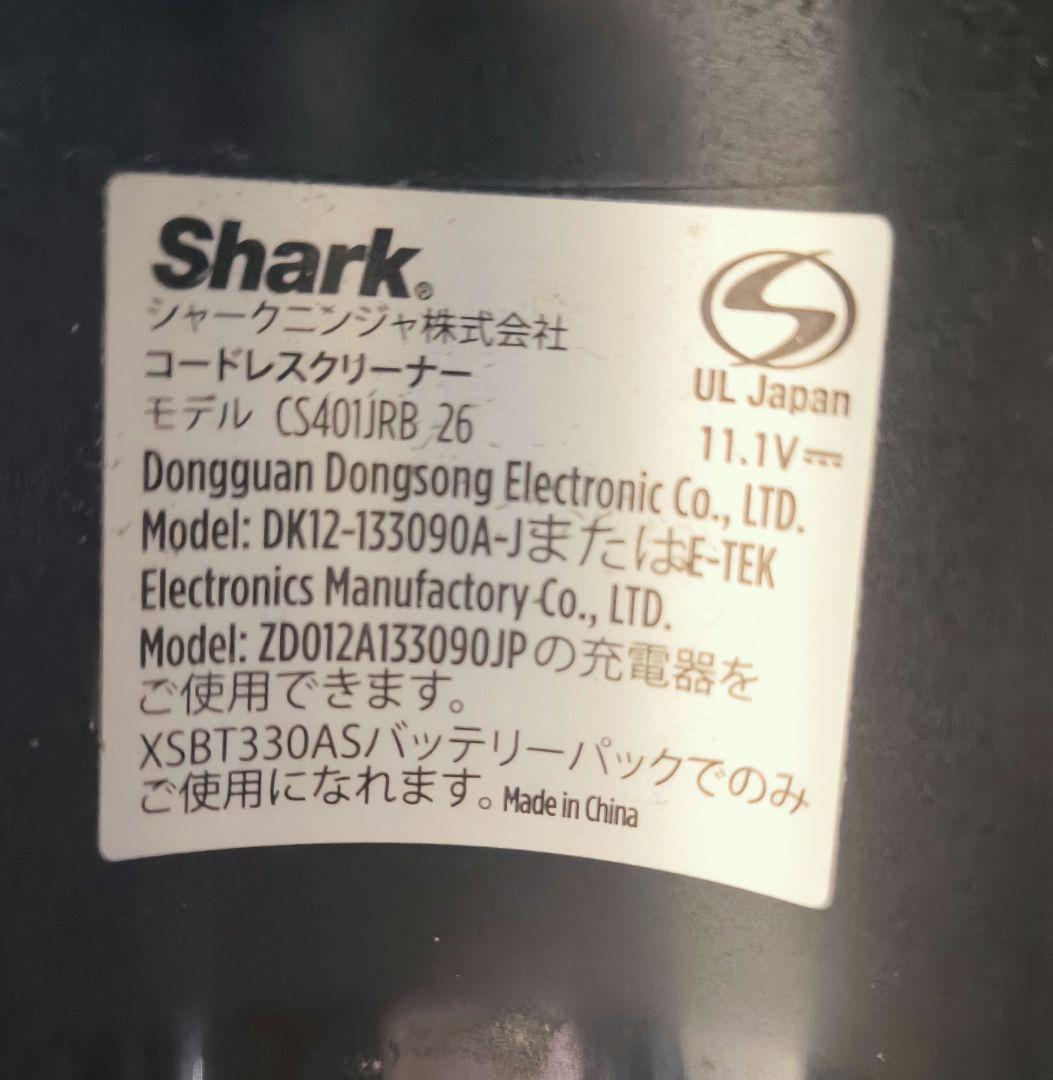 Shark®
シャークニンジャ株式会社
コードレスクリーナー
モデル CS401JRB 26
UL Japan
11.1V⎓
Dongguan Dongsong Electronic Co., LTD.
Model: DK12-133090A-JまたはE-TEK
Electronics Manufactory Co., LTD.
Model: ZD012A133090JPの充電器を
ご使用できます。
XSBT330ASバッテリーパックでのみ
ご使用になれます。Made in China